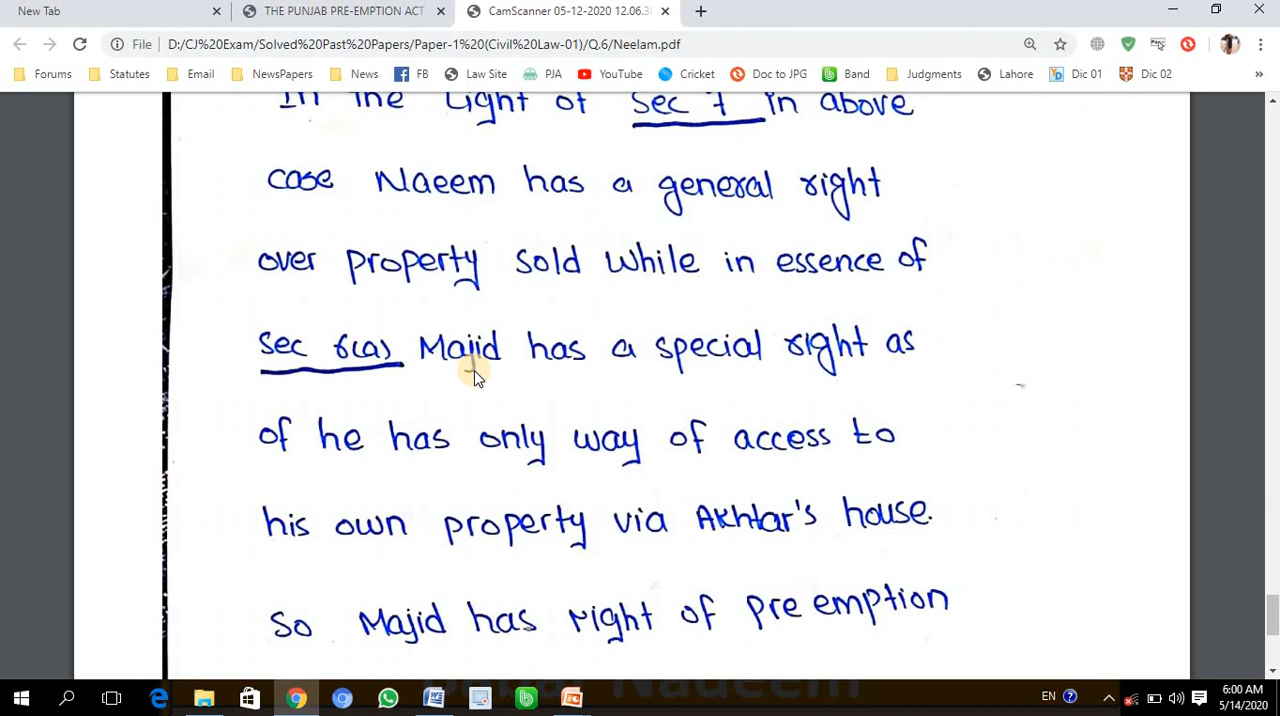 New Tab
THE PUNJAB PRE-EMPTION ACT
CamScanner 05-12-2020 12.06.30
File D:/CJ%20Exam/Solved%20Past%20Papers/Paper-1%20(Civil%20Law-01)/Q.6/Neelam.pdf
Forums Statutes Email NewsPapers News FB Law Site PJA YouTube Cricket Doc to JPG Band Judgments Lahore Dic 01 Dic 02 »
In the Light of Sec 7 in above
case Naeem has a general right
over property sold while in essence of
Sec 6(a) Majid has a special right as
of he has only way of access to
his own property via Akhtar's house.
So Majid has right of pre emption
Babar Nadeem
EN 6:00 AM
5/14/2020